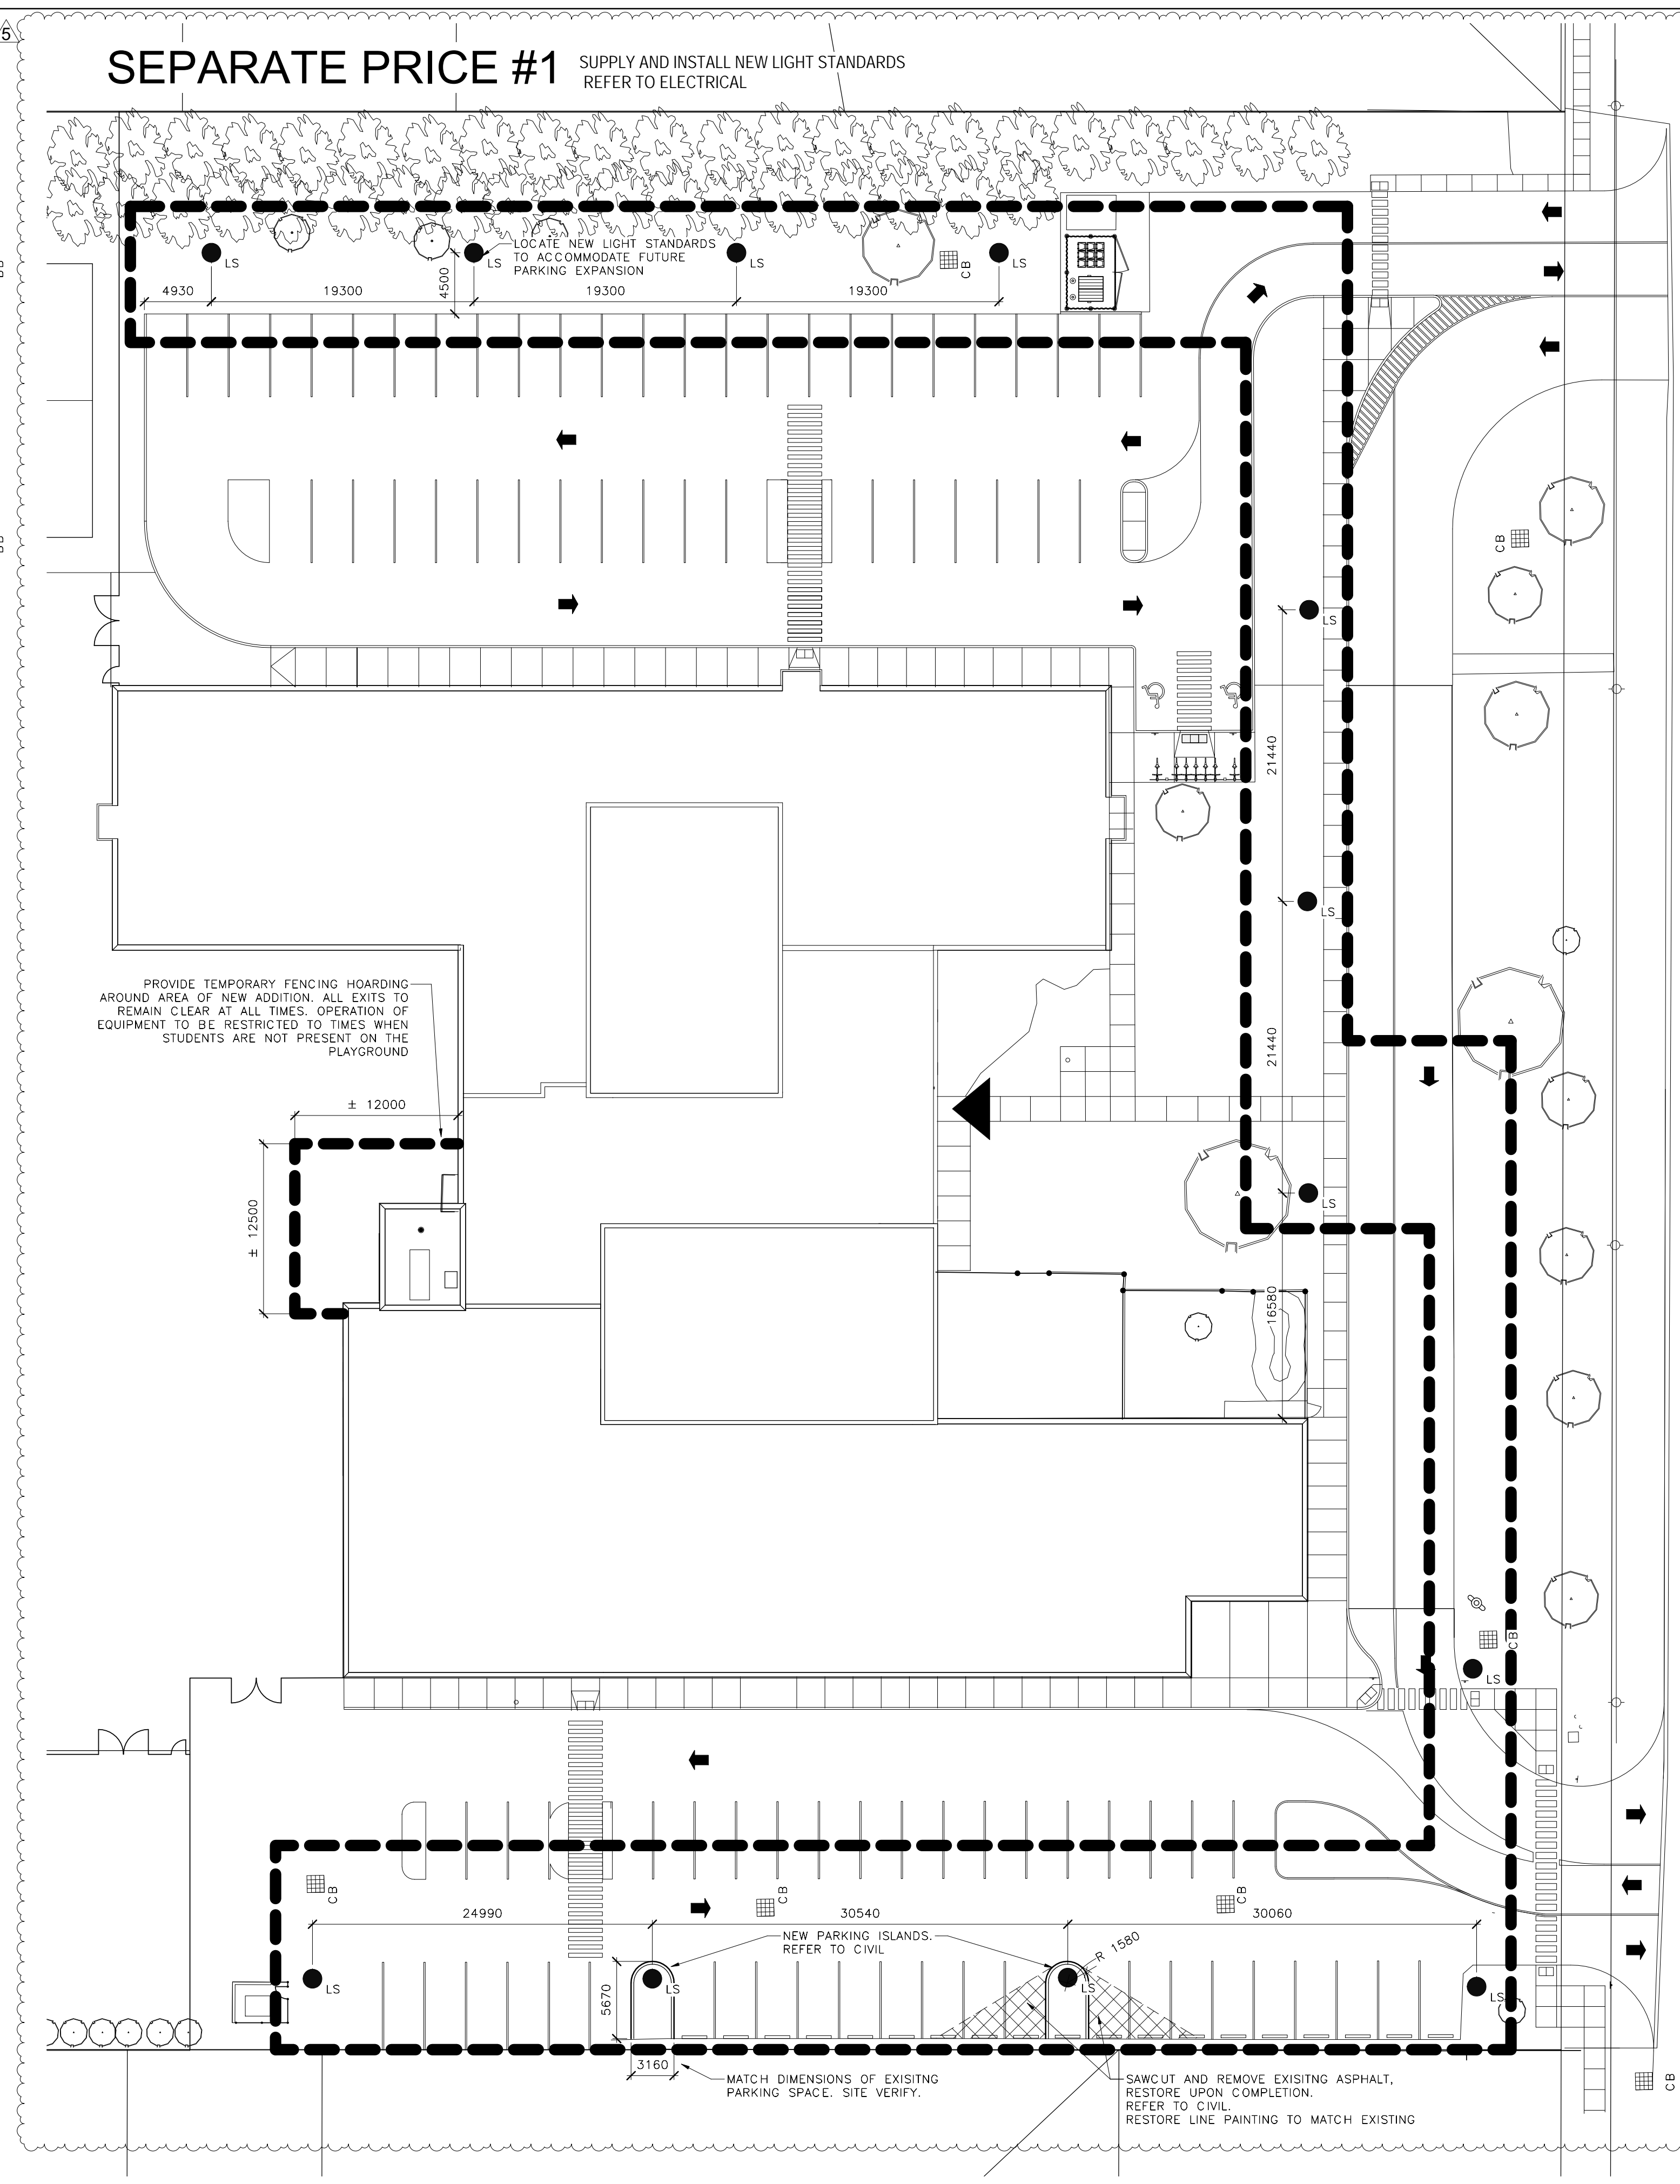 5
SEPARATE PRICE #1
SUPPLY AND INSTALL NEW LIGHT STANDARDS
REFER TO ELECTRICAL
LS
LOCATE NEW LIGHT STANDARDS
TO ACCOMMODATE FUTURE
PARKING EXPANSION
LS
LS
CB
LS
4930
19300
4500
19300
19300
CB
LS
21440
LS
PROVIDE TEMPORARY FENCING HOARDING
AROUND AREA OF NEW ADDITION. ALL EXITS TO
REMAIN CLEAR AT ALL TIMES. OPERATION OF
EQUIPMENT TO BE RESTRICTED TO TIMES WHEN
STUDENTS ARE NOT PRESENT ON THE
PLAYGROUND
21440
± 12000
± 12500
LS
16580
CB
LS
CB
CB
CB
24990
30540
30060
NEW PARKING ISLANDS.
REFER TO CIVIL
R 1580
LS
LS
LS
LS
5670
3160
MATCH DIMENSIONS OF EXISITNG
PARKING SPACE. SITE VERIFY.
SAWCUT AND REMOVE EXISITNG ASPHALT,
RESTORE UPON COMPLETION.
REFER TO CIVIL.
RESTORE LINE PAINTING TO MATCH EXISTING
CB